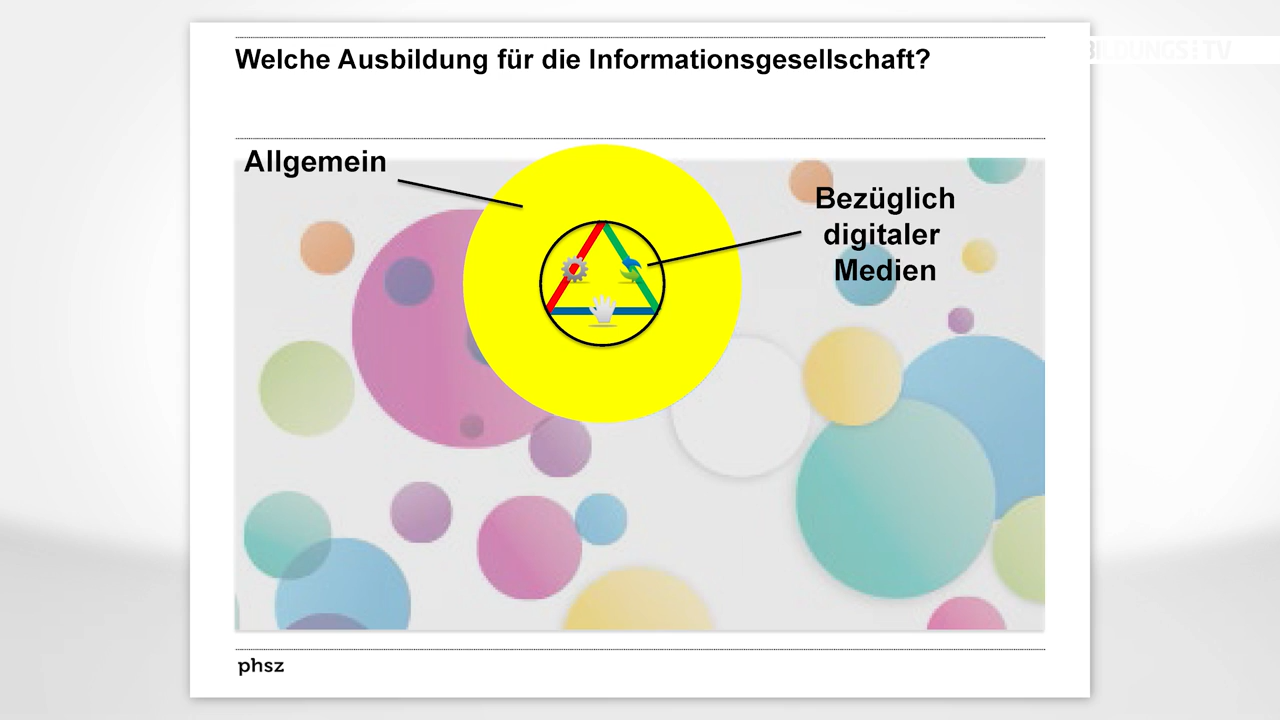 Welche Ausbildung für die Informationsgesellschaft?
BILDUNGS TV
Allgemein
Bezüglich
digitaler
Medien
phsz